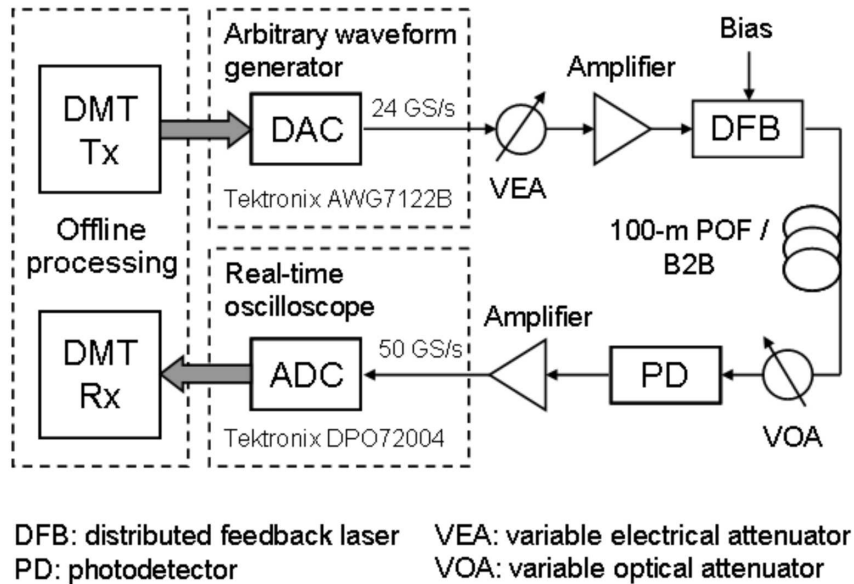 Arbitrary waveform
generator
Bias
Amplifier
DMT
Tx
DAC
24 GS/s
DFB
VEA
Tektronix AWG7122B
Offline
processing
100-m POF /
B2B
Real-time
oscilloscope
Amplifier
DMT
Rx
ADC
50 GS/s
PD
VOA
Tektronix DPO72004
DFB: distributed feedback laser
VEA: variable electrical attenuator
PD: photodetector
VOA: variable optical attenuator